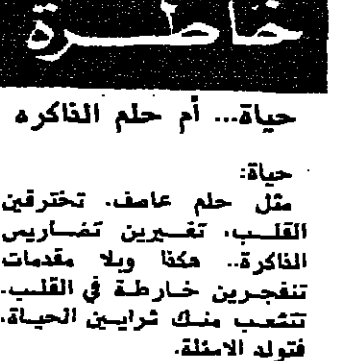 خاطرة
حياة... أم حلم الذاكره
حياة:
مثل حلم عاصف. تخترقين
القلب. تغيرين تضاريس
الذاكرة.. هكذا وبلا مقدمات
تنفجرين خارطة في القلب.
تتشعب منك شرايين الحياة.
فتولد الاسئلة.